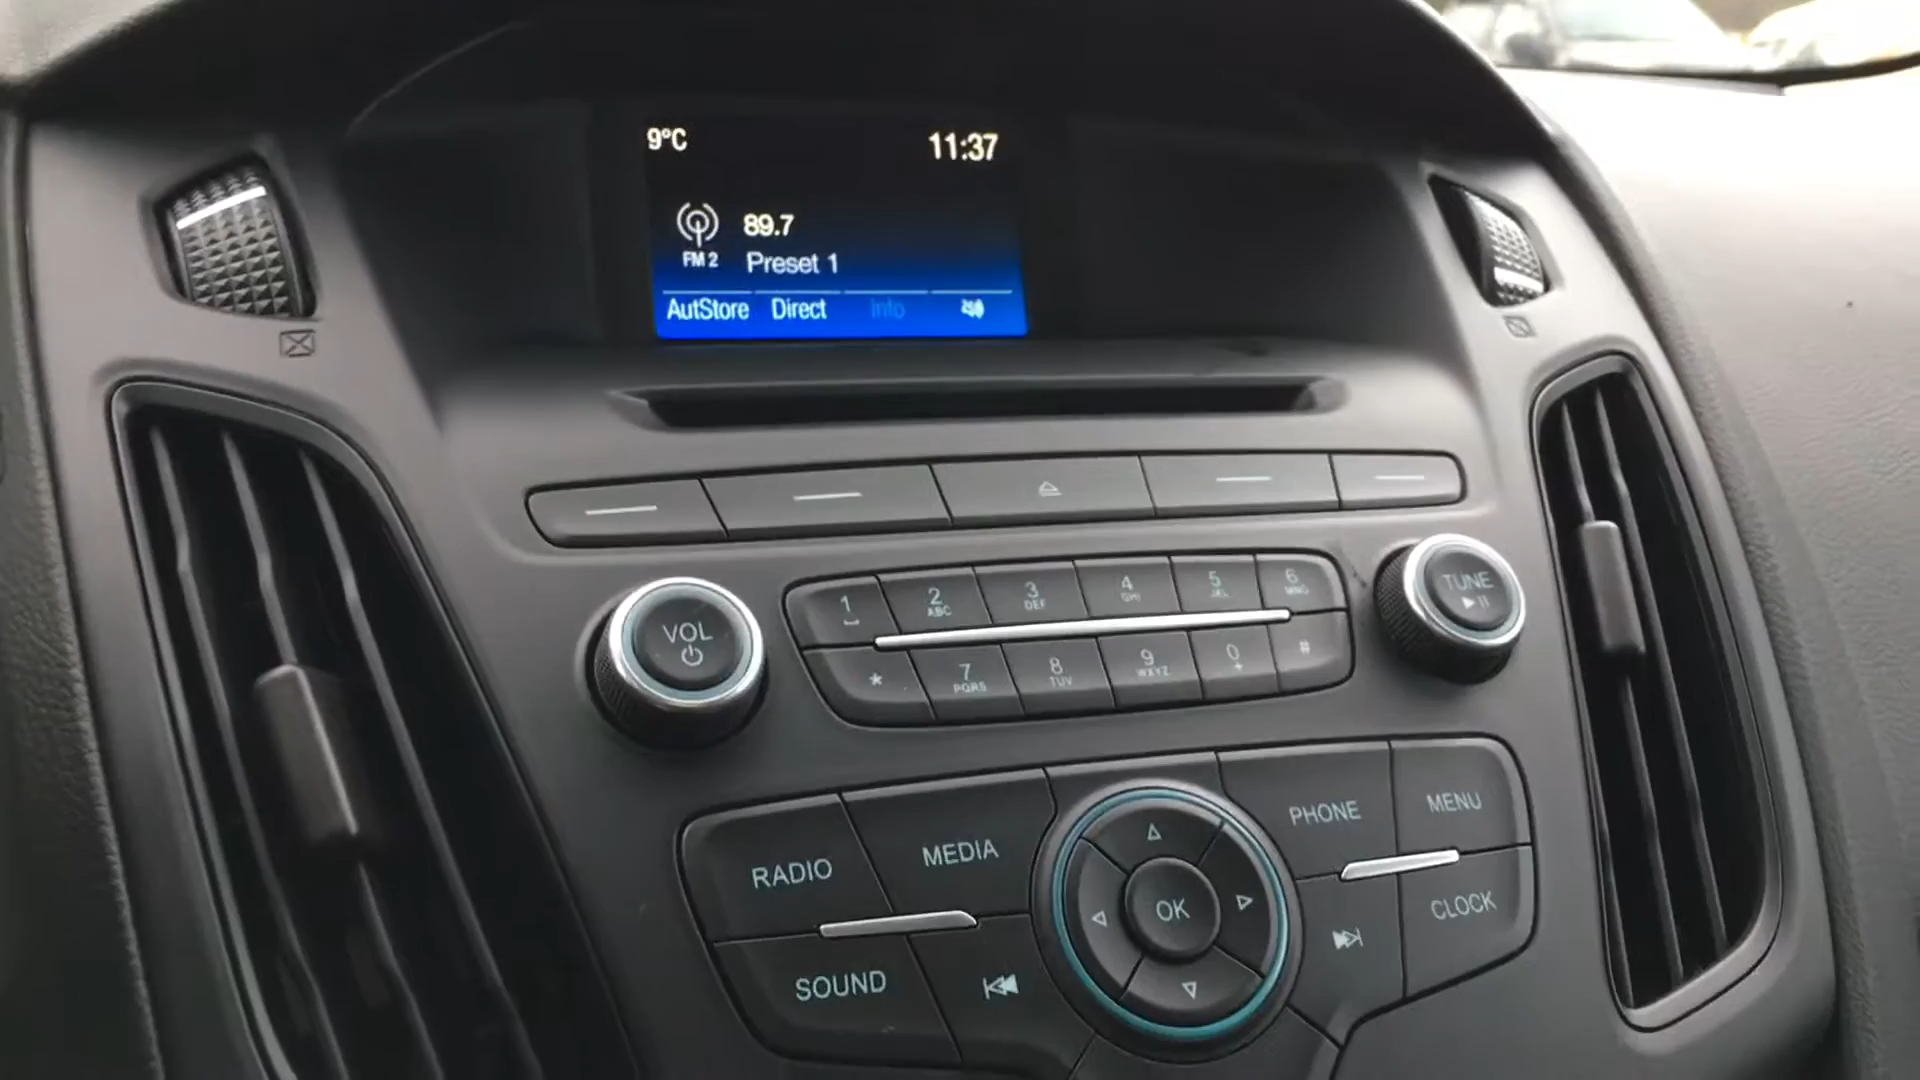 9°C 11:37
89.7
FM 2 Preset 1
AutStore Direct Info
VOL
TUNE
1 2 ABC 3 DEF 4 GHI 5 JKL 6 MNO
* 7 PQRS 8 TUV 9 WXYZ 0 + #
RADIO MEDIA PHONE MENU
OK
SOUND CLOCK